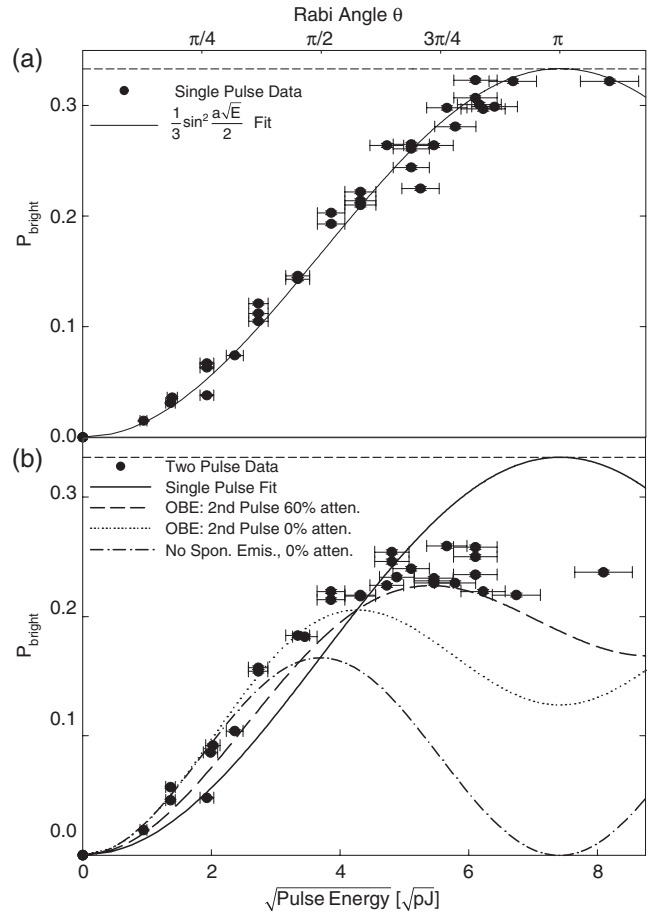 Rabi Angle θ
π/4 π/2 3π/4 π
(a)
Single Pulse Data
1/3 sin² a√E/2 Fit
0.3
0.2
0.1
0.0
P_bright
(b)
Two Pulse Data
Single Pulse Fit
OBE: 2nd Pulse 60% atten.
OBE: 2nd Pulse 0% atten.
No Spon. Emis., 0% atten.
0.3
0.2
0.1
0.0
P_bright
0 2 4 6 8
√Pulse Energy [√pJ]